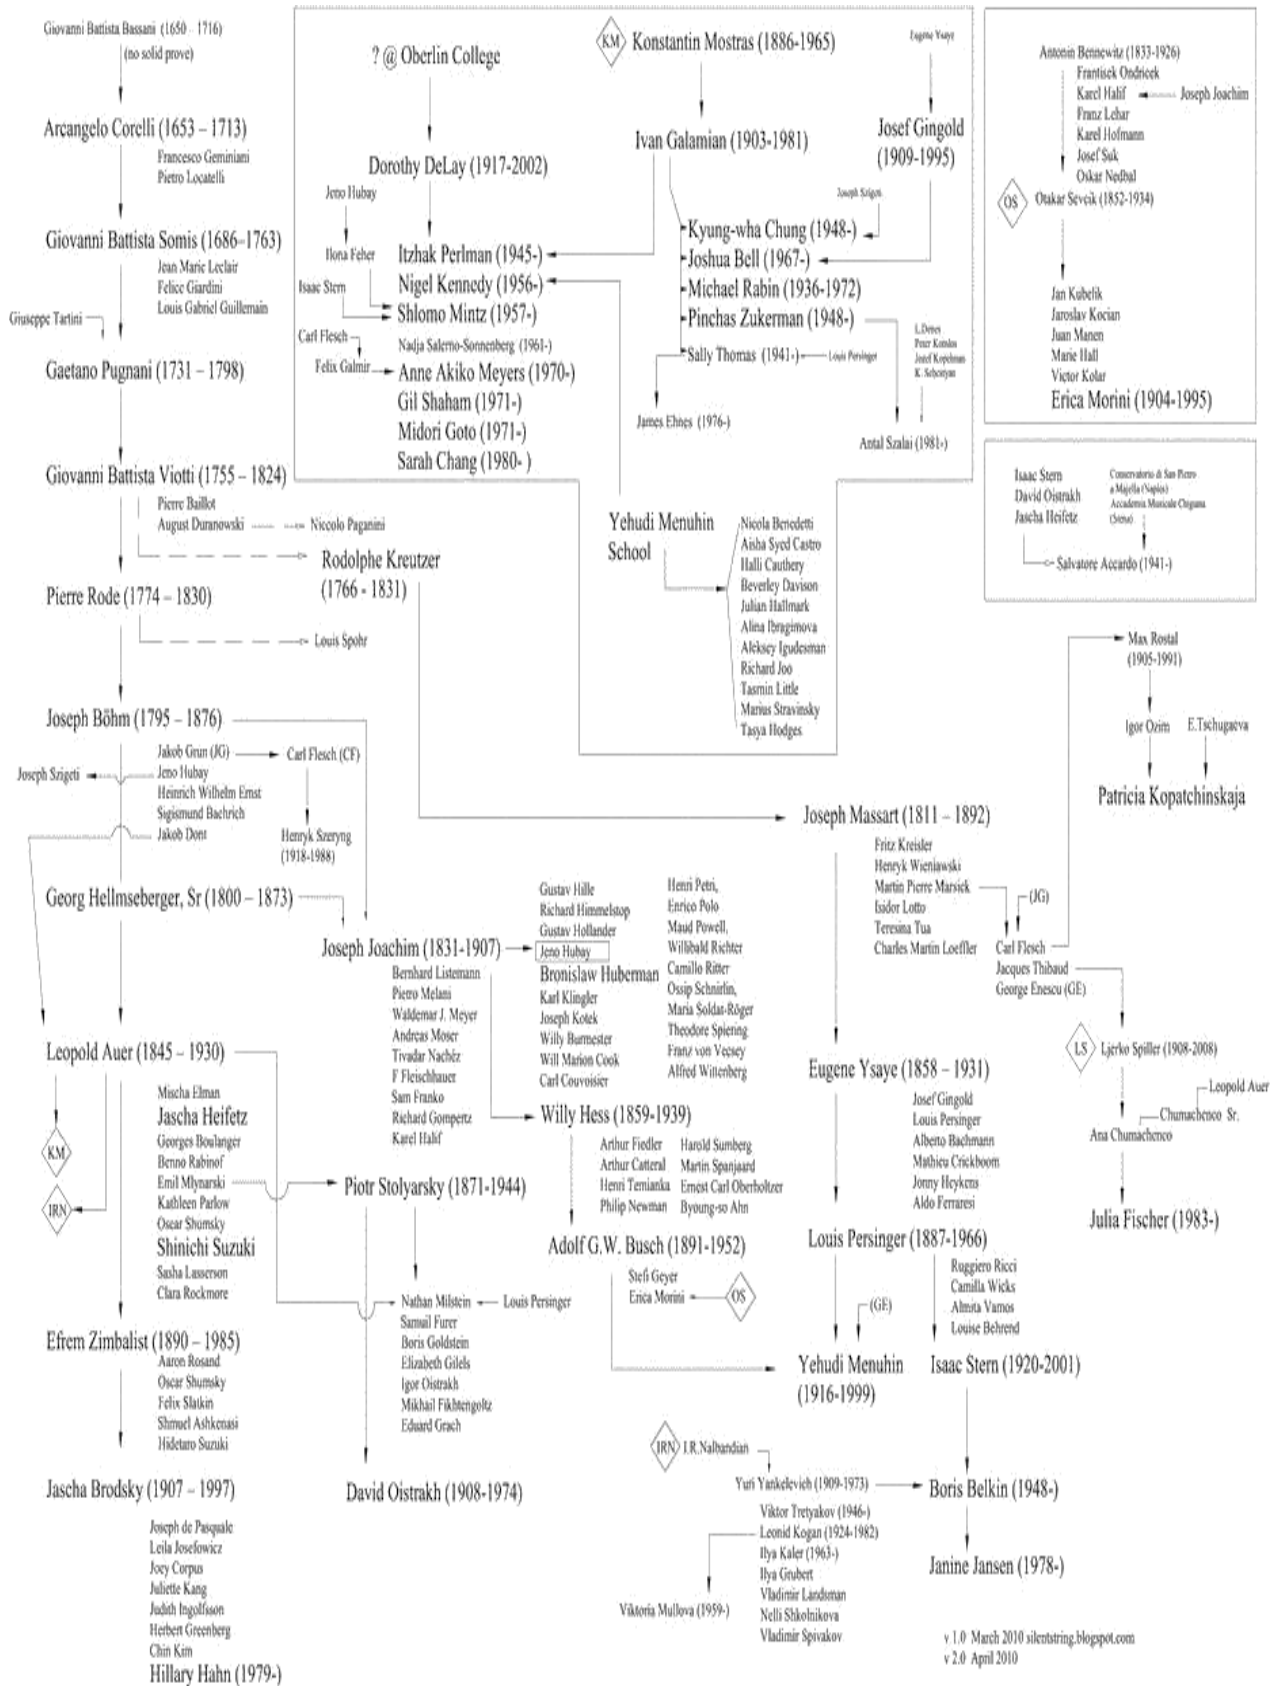 Giovanni Battista Bassani (1650 – 1716)
(no solid prove)
Arcangelo Corelli (1653 – 1713)
Francesco Geminiani
Pietro Locatelli
Giovanni Battista Somis (1686–1763)
Jean Marie Leclair
Felice Giardini
Louis Gabriel Guillemain
Giuseppe Tartini
Gaetano Pugnani (1731 – 1798)
Giovanni Battista Viotti (1755 – 1824)
Pierre Baillot
August Duranowski
Niccolo Paganini
Rodolphe Kreutzer
(1766 - 1831)
Pierre Rode (1774 – 1830)
Louis Spohr
Joseph Böhm (1795 – 1876)
Jakob Grun (JG)
Carl Flesch (CF)
Joseph Szigeti
Jeno Hubay
Heinrich Wilhelm Ernst
Sigismund Bachrich
Jakob Dont
Henryk Szeryng
(1918-1988)
Georg Hellmseberger, Sr (1800 – 1873)
? @ Oberlin College
Dorothy DeLay (1917-2002)
Jeno Hubay
Ilona Feher
Isaac Stern
Carl Flesch
Felix Galmir
Itzhak Perlman (1945-)
Nigel Kennedy (1956-)
Shlomo Mintz (1957-)
Nadja Salerno-Sonnenberg (1961-)
Anne Akiko Meyers (1970-)
Gil Shaham (1971-)
Midori Goto (1971-)
Sarah Chang (1980- )
KM
Konstantin Mostras (1886-1965)
Ivan Galamian (1903-1981)
Eugene Ysaye
Josef Gingold
(1909-1995)
Joseph Szigeti
Kyung-wha Chung (1948-)
Joshua Bell (1967-)
Michael Rabin (1936-1972)
Pinchas Zukerman (1948-)
Sally Thomas (1941-)
Louis Persinger
James Ehnes (1976-)
L.Denes
Peter Komlos
Josef Kopelman
Antal Szalai (1981-)
Yehudi Menuhin
School
Nicola Benedetti
Aisha Syed Castro
Halli Cauthery
Beverley Davison
Julian Hallmark
Alina Ibragimova
Aleksey Igudesman
Richard Joo
Tasmin Little
Marius Stravinsky
Tasya Hodges
Antonin Bennewitz (1833-1926)
Frantisek Ondricek
Karel Halif
Joseph Joachim
Franz Lehar
Karel Hofmann
Josef Suk
Oskar Nedbal
OS
Otakar Sevcik (1852-1934)
Jan Kubelik
Jaroslav Kocian
Juan Manen
Marie Hall
Victor Kolar
Erica Morini (1904-1995)
Isaac Stern
David Oistrakh
Jascha Heifetz
Conservatorio di San Pietro
a Majella (Naples)
Accademia Musicale Chigiana
(Siena)
Salvatore Accardo (1941-)
Max Rostal
(1905-1991)
Igor Ozim
E.Tschugaeva
Patricia Kopatchinskaja
Joseph Massart (1811 – 1892)
Fritz Kreisler
Henryk Wieniawski
Martin Pierre Marsick
Isidor Lotto
Teresina Tua
Charles Martin Loeffler
(JG)
Carl Flesch
Jacques Thibaud
George Enescu (GE)
LS
Ljerko Spiller (1908-2008)
Leopold Auer
Chumachenco Sr.
Ana Chumachenco
Julia Fischer (1983-)
Joseph Joachim (1831-1907)
Bernhard Listemann
Pietro Melani
Waldemar J. Meyer
Andreas Moser
Tivadar Nachéz
F Fleischhauer
Sam Franko
Richard Gompertz
Karel Halif
Gustav Hille
Richard Himmelstop
Gustav Hollander
Jeno Hubay
Bronislaw Huberman
Karl Klingler
Joseph Kotek
Willy Burmester
Will Marion Cook
Carl Couvoisier
Henri Petri,
Enrico Polo
Maud Powell,
Willibald Richter
Camillo Ritter
Ossip Schnirlin,
Maria Soldat-Röger
Theodore Spiering
Franz von Vecsey
Alfred Wittenberg
Willy Hess (1859-1939)
Arthur Fiedler
Arthur Catteral
Henri Temianka
Philip Newman
Harold Sumberg
Martin Spanjaard
Ernest Carl Oberholtzer
Byoung-so Ahn
Adolf G.W. Busch (1891-1952)
Stefi Geyer
Erica Morini
OS
Eugene Ysaye (1858 – 1931)
Josef Gingold
Louis Persinger
Alberto Bachmann
Mathieu Crickboom
Jonny Heykens
Aldo Ferraresi
Louis Persinger (1887-1966)
Ruggiero Ricci
Camilla Wicks
Almita Vamos
Louise Behrend
(GE)
Yehudi Menuhin
(1916-1999)
Isaac Stern (1920-2001)
Leopold Auer (1845 – 1930)
KM
IRN
Mischa Elman
Jascha Heifetz
Georges Boulanger
Benno Rabinof
Emil Mlynarski
Kathleen Parlow
Oscar Shumsky
Shinichi Suzuki
Sasha Lasserson
Clara Rockmore
Piotr Stolyarsky (1871-1944)
Nathan Milstein
Louis Persinger
Samuil Furer
Boris Goldstein
Elizabeth Gilels
Igor Oistrakh
Mikhail Fikhtengoltz
Eduard Grach
David Oistrakh (1908-1974)
Efrem Zimbalist (1890 – 1985)
Aaron Rosand
Oscar Shumsky
Felix Slatkin
Shmuel Ashkenasi
Hidetaro Suzuki
Jascha Brodsky (1907 – 1997)
Joseph de Pasquale
Leila Josefowicz
Joey Corpus
Juliette Kang
Judith Ingolfsson
Herbert Greenberg
Chin Kim
Hillary Hahn (1979-)
IRN
I.R.Nalbandian
Yuri Yankelevich (1909-1973)
Viktor Tretyakov (1946-)
Leonid Kogan (1924-1982)
Ilya Kaler (1963-)
Ilya Grubert
Vladimir Landsman
Nelli Shkolnikova
Vladimir Spivakov
Viktoria Mullova (1959-)
Boris Belkin (1948-)
Janine Jansen (1978-)
v 1.0 March 2010 silentstring.blogspot.com
v 2.0 April 2010